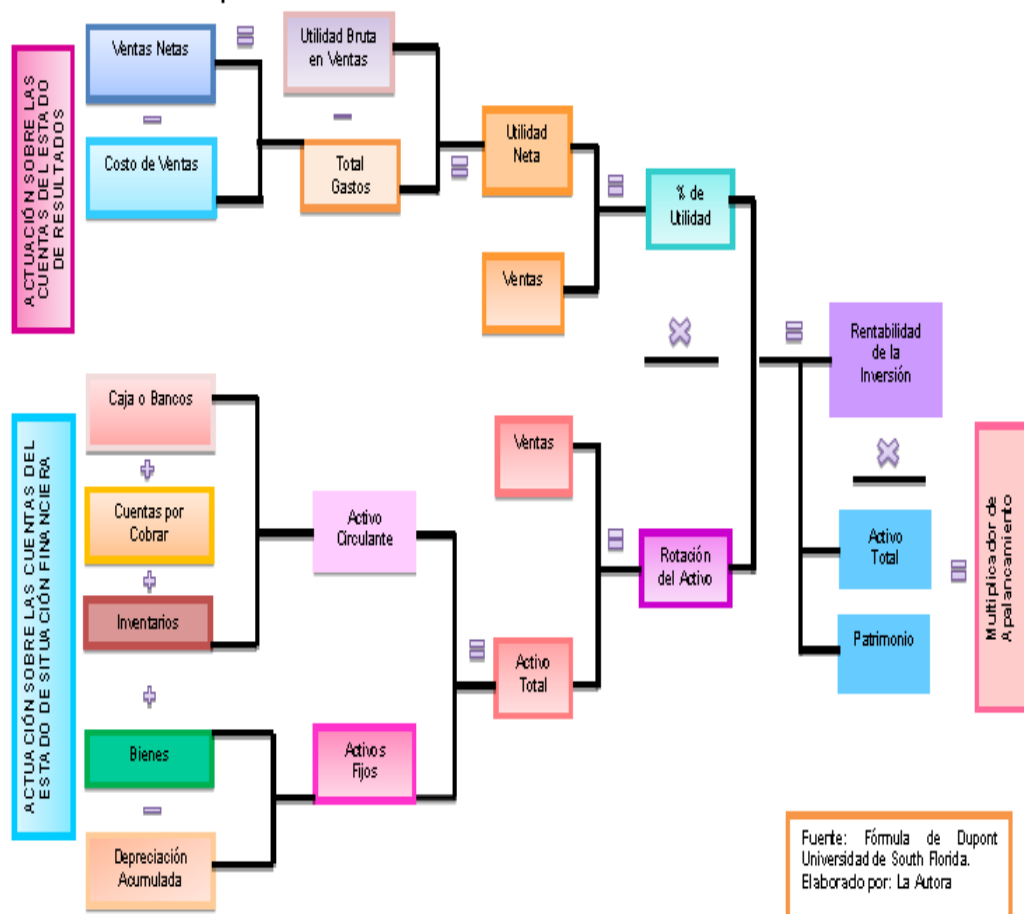 ACTUACIÓN SOBRE LAS
CUENTAS DEL ESTADO
DE RESULTADOS
Ventas Netas
=
Utilidad Bruta
en Ventas
−
−
Costo de Ventas
Total
Gastos
=
Utilidad
Neta
=
Ventas
% de
Utilidad
×
=
Rentabilidad
de la
Inversión
×
ACTUACIÓN SOBRE LAS CUENTAS DEL
ESTADO DE SITUACIÓN FINANCIERA
Caja o Bancos
+
Cuentas por
Cobrar
+
Inventarios
+
Bienes
−
Depreciación
Acumulada
Activo
Circulante
Activos
Fijos
=
Ventas
Activo
Total
=
Rotación
del Activo
Activo
Total
Patrimonio
=
Multiplicador de
Apalancamiento
Fuente: Fórmula de Dupont
Universidad de South Florida.
Elaborado por: La Autora